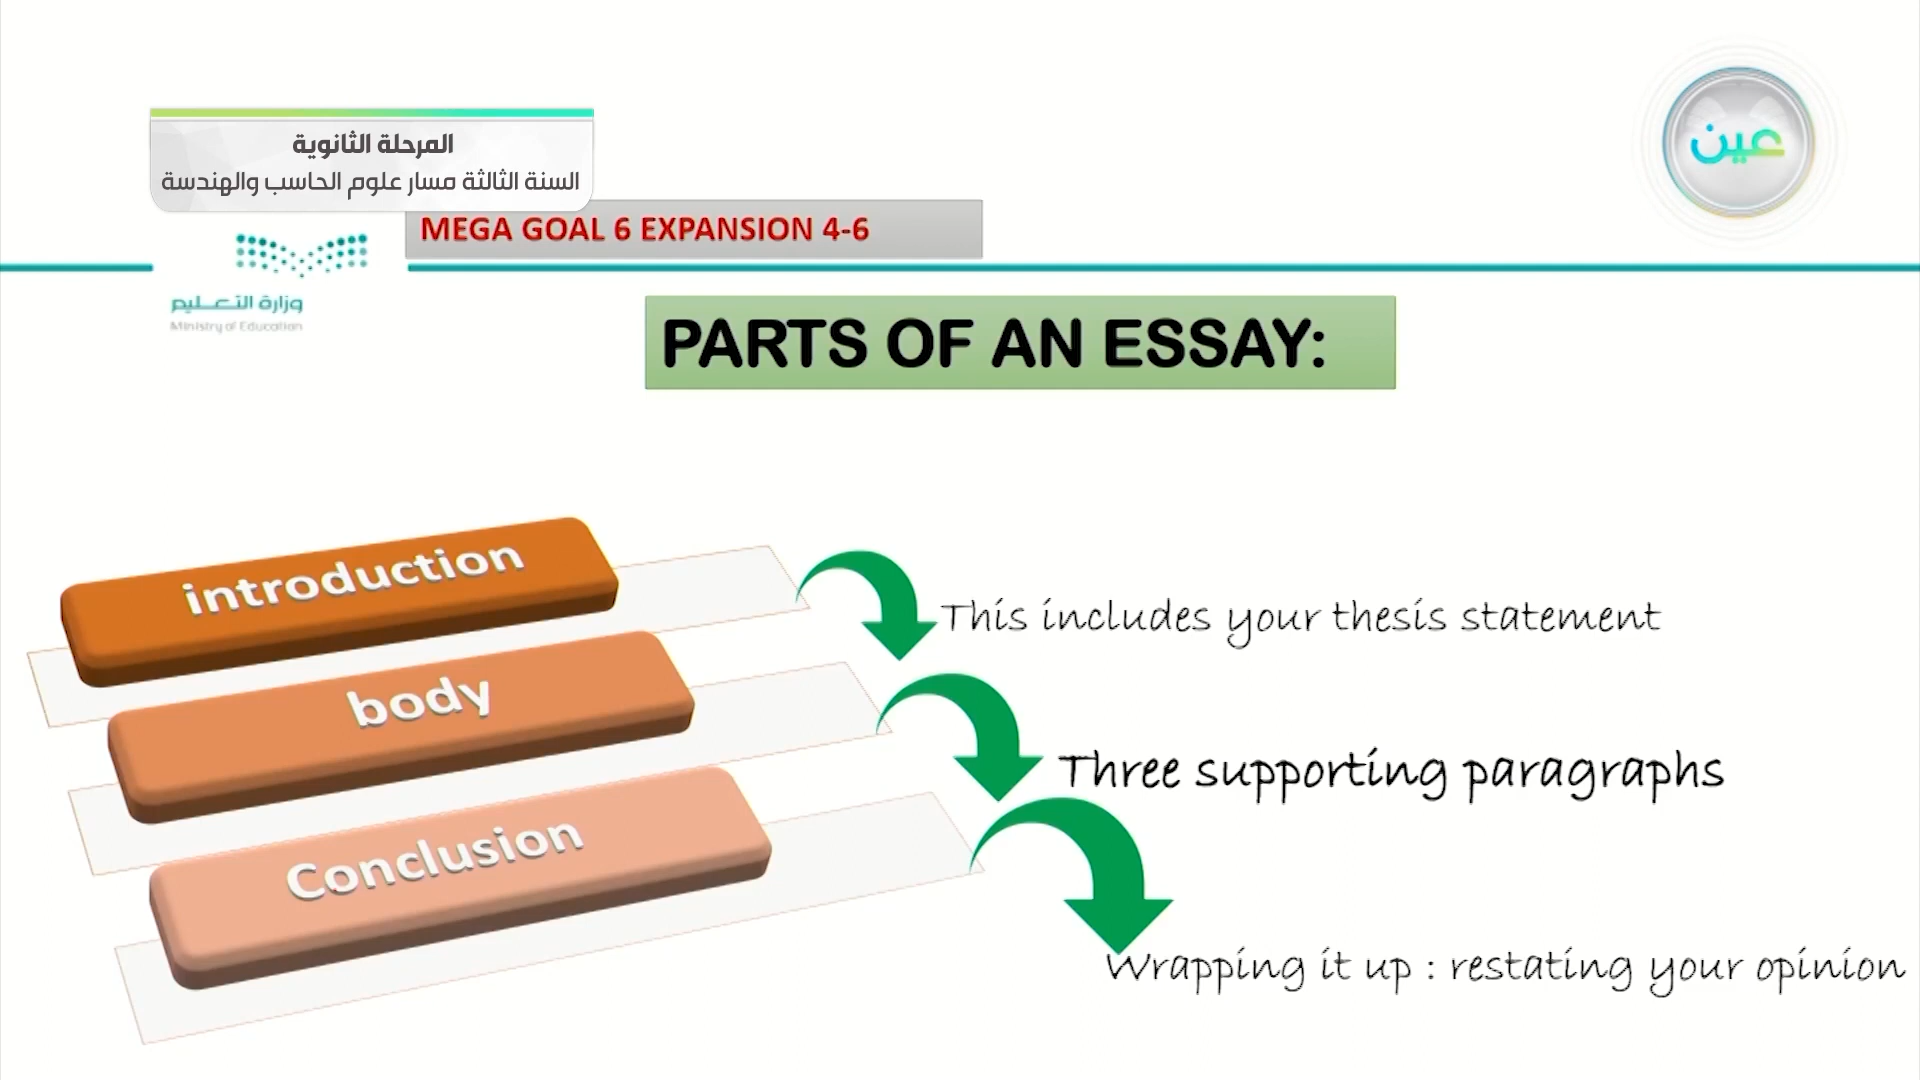 المرحلة الثانوية
السنة الثالثة مسار علوم الحاسب والهندسة
عين
MEGA GOAL 6 EXPANSION 4-6
وزارة التعليم
Ministry of Education
PARTS OF AN ESSAY:
introduction
This includes your thesis statement
body
Three supporting paragraphs
Conclusion
Wrapping it up : restating your opinion